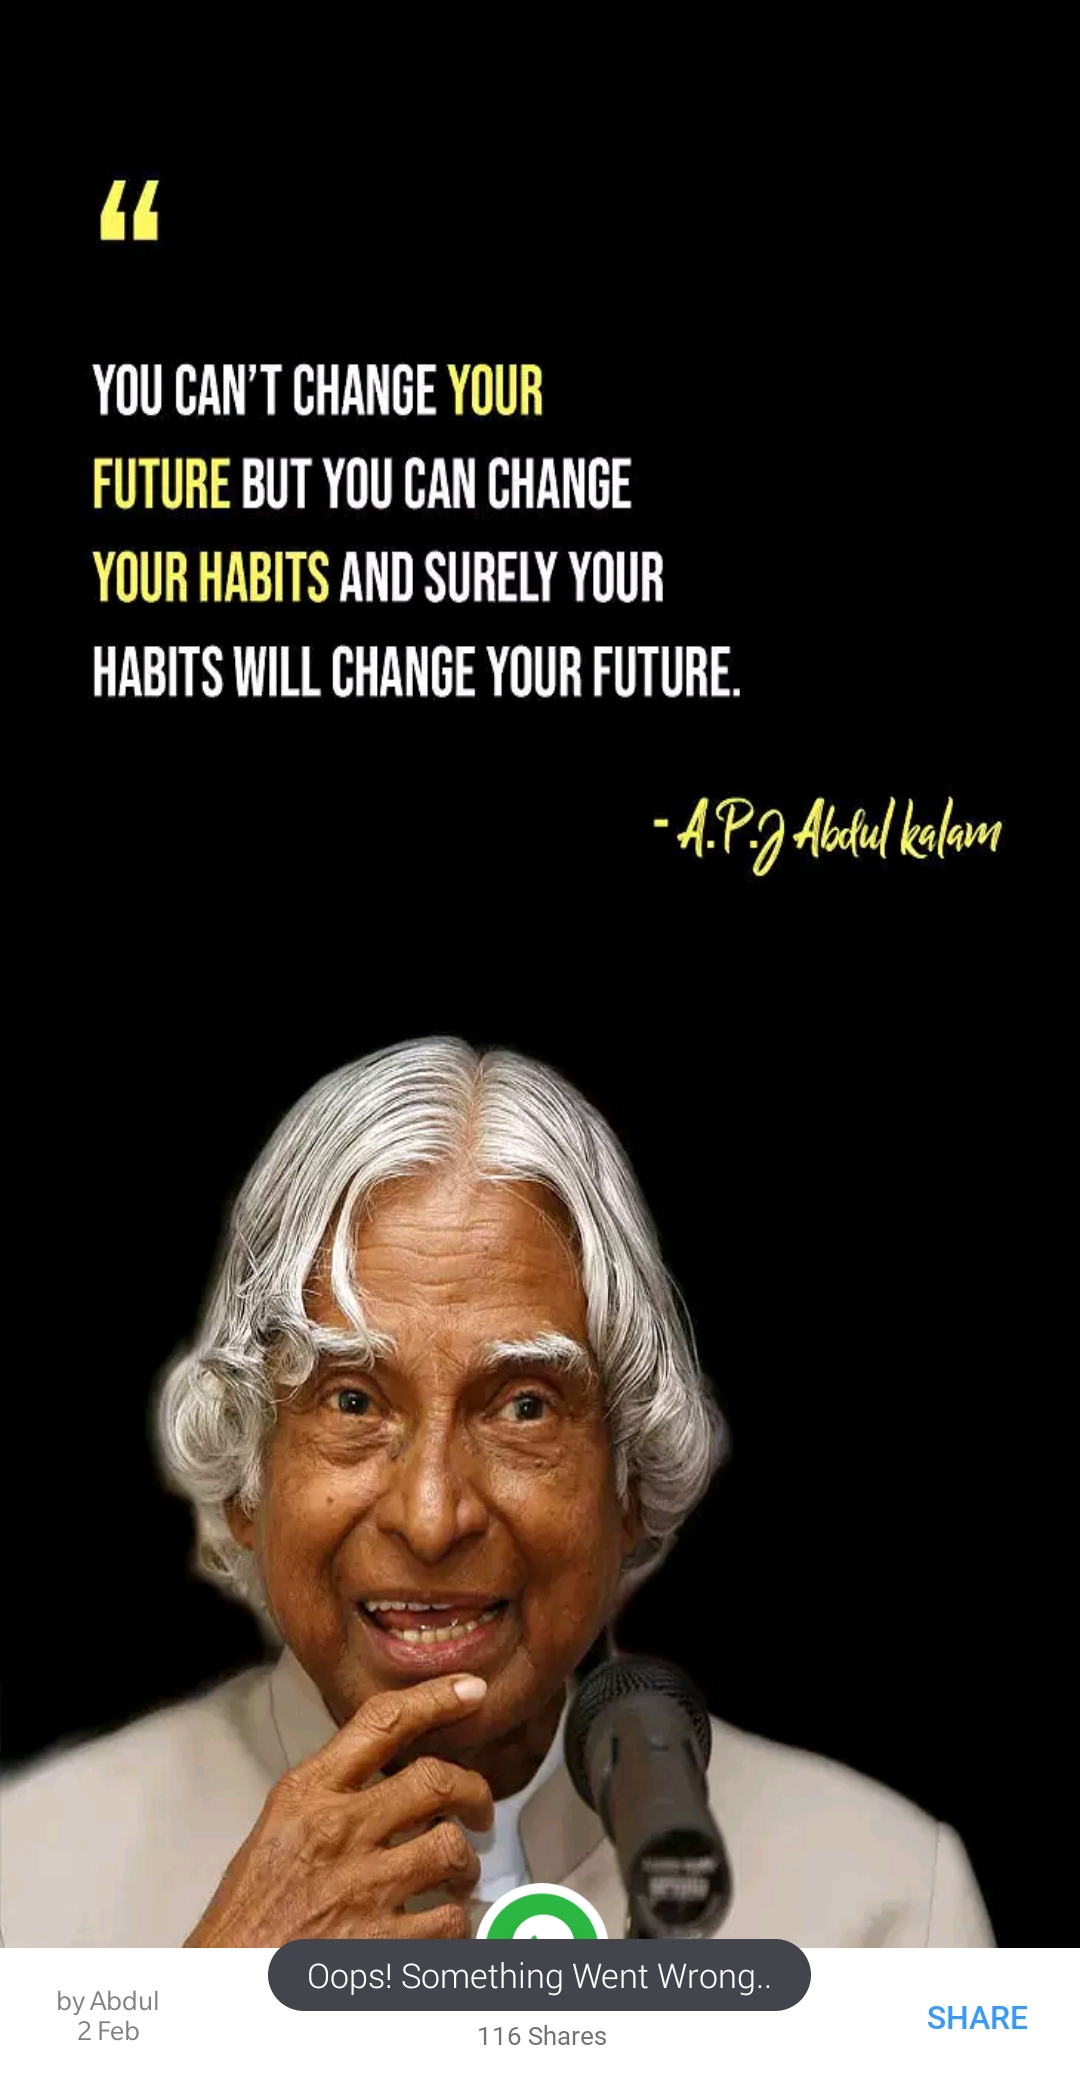 “
YOU CAN’T CHANGE YOUR
FUTURE BUT YOU CAN CHANGE
YOUR HABITS AND SURELY YOUR
HABITS WILL CHANGE YOUR FUTURE.
- A.P.J Abdul kalam
Oops! Something Went Wrong..
by Abdul
2 Feb
116 Shares
SHARE